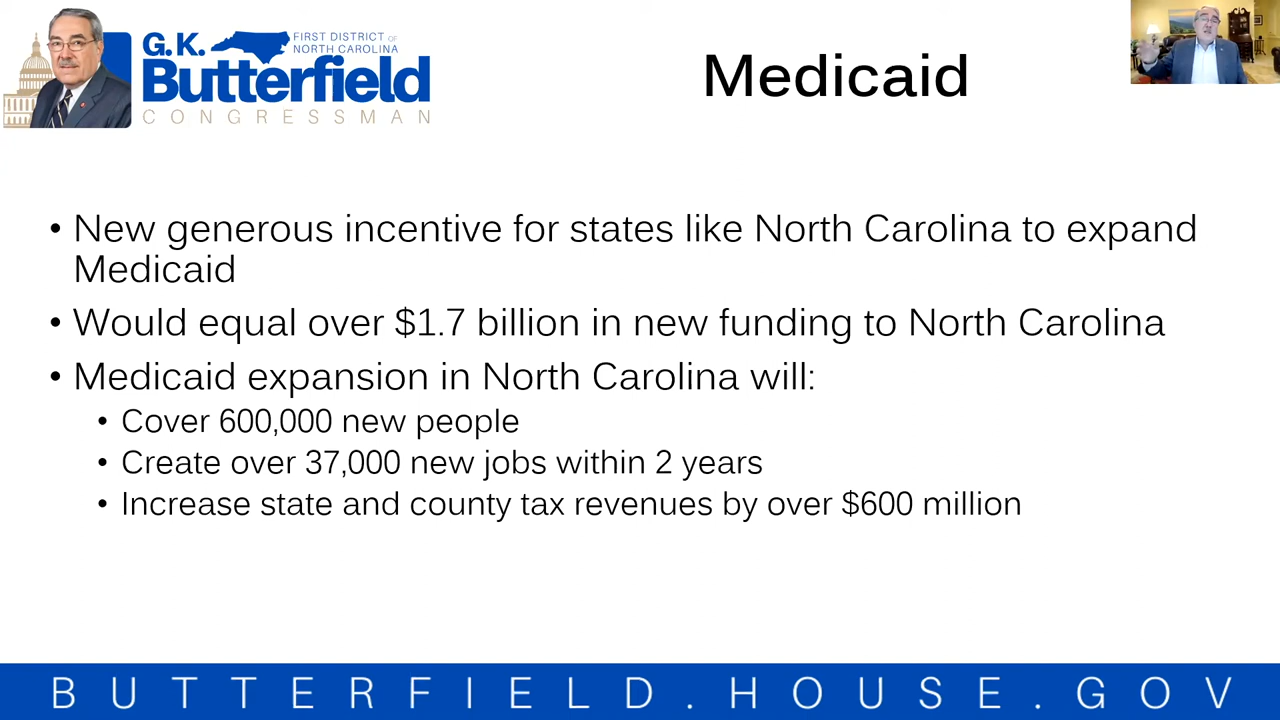 G.K.
FIRST DISTRICT OF
NORTH CAROLINA
Butterfield
CONGRESSMAN
Medicaid
• New generous incentive for states like North Carolina to expand
Medicaid
• Would equal over $1.7 billion in new funding to North Carolina
• Medicaid expansion in North Carolina will:
• Cover 600,000 new people
• Create over 37,000 new jobs within 2 years
• Increase state and county tax revenues by over $600 million
BUTTERFIELD.HOUSE.GOV